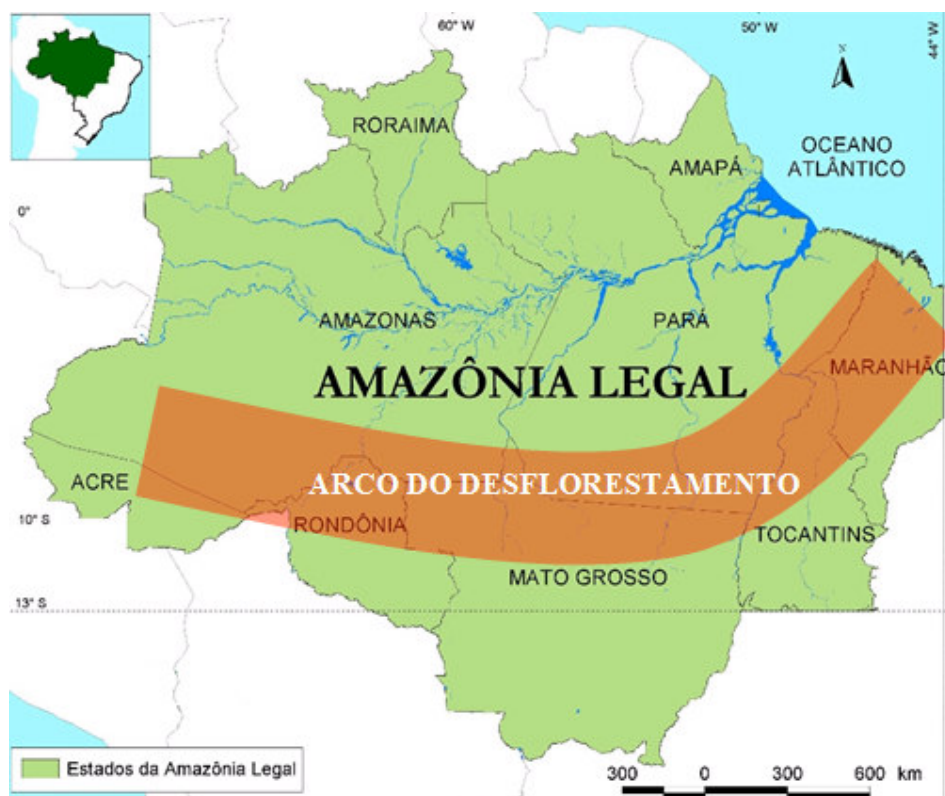 60° W
50° W
44° W
N
RORAIMA
AMAPÁ
OCEANO
ATLÂNTICO
0°
AMAZONAS
PARÁ
MARANHÃO
AMAZÔNIA LEGAL
ACRE
ARCO DO DESFLORESTAMENTO
10° S
RONDÔNIA
TOCANTINS
MATO GROSSO
13° S
Estados da Amazônia Legal
300 0 300 600 km